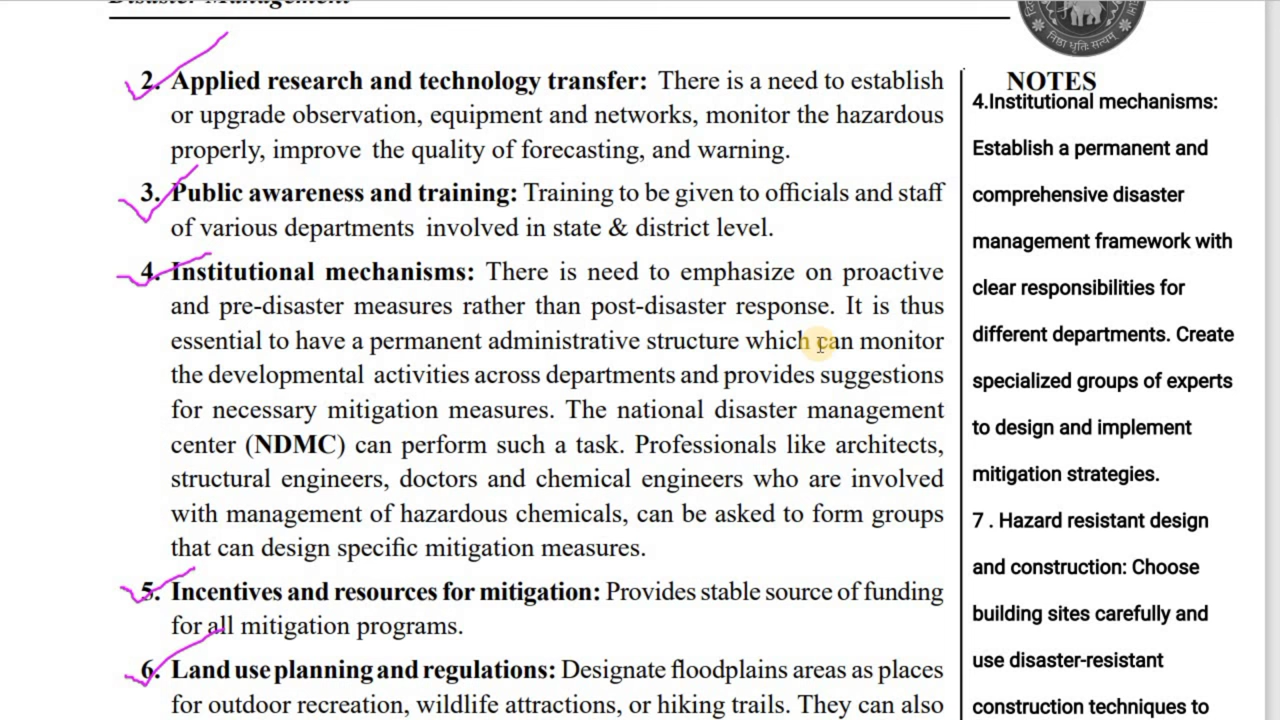 Disaster Management
निष्ठा धृतिः सत्यम्
2. Applied research and technology transfer: There is a need to establish
or upgrade observation, equipment and networks, monitor the hazardous
properly, improve the quality of forecasting, and warning.
3. Public awareness and training: Training to be given to officials and staff
of various departments involved in state & district level.
4. Institutional mechanisms: There is need to emphasize on proactive
and pre-disaster measures rather than post-disaster response. It is thus
essential to have a permanent administrative structure which can monitor
the developmental activities across departments and provides suggestions
for necessary mitigation measures. The national disaster management
center (NDMC) can perform such a task. Professionals like architects,
structural engineers, doctors and chemical engineers who are involved
with management of hazardous chemicals, can be asked to form groups
that can design specific mitigation measures.
5. Incentives and resources for mitigation: Provides stable source of funding
for all mitigation programs.
6. Land use planning and regulations: Designate floodplains areas as places
for outdoor recreation, wildlife attractions, or hiking trails. They can also
NOTES
4.Institutional mechanisms:
Establish a permanent and
comprehensive disaster
management framework with
clear responsibilities for
different departments. Create
specialized groups of experts
to design and implement
mitigation strategies.
7 . Hazard resistant design
and construction: Choose
building sites carefully and
use disaster-resistant
construction techniques to